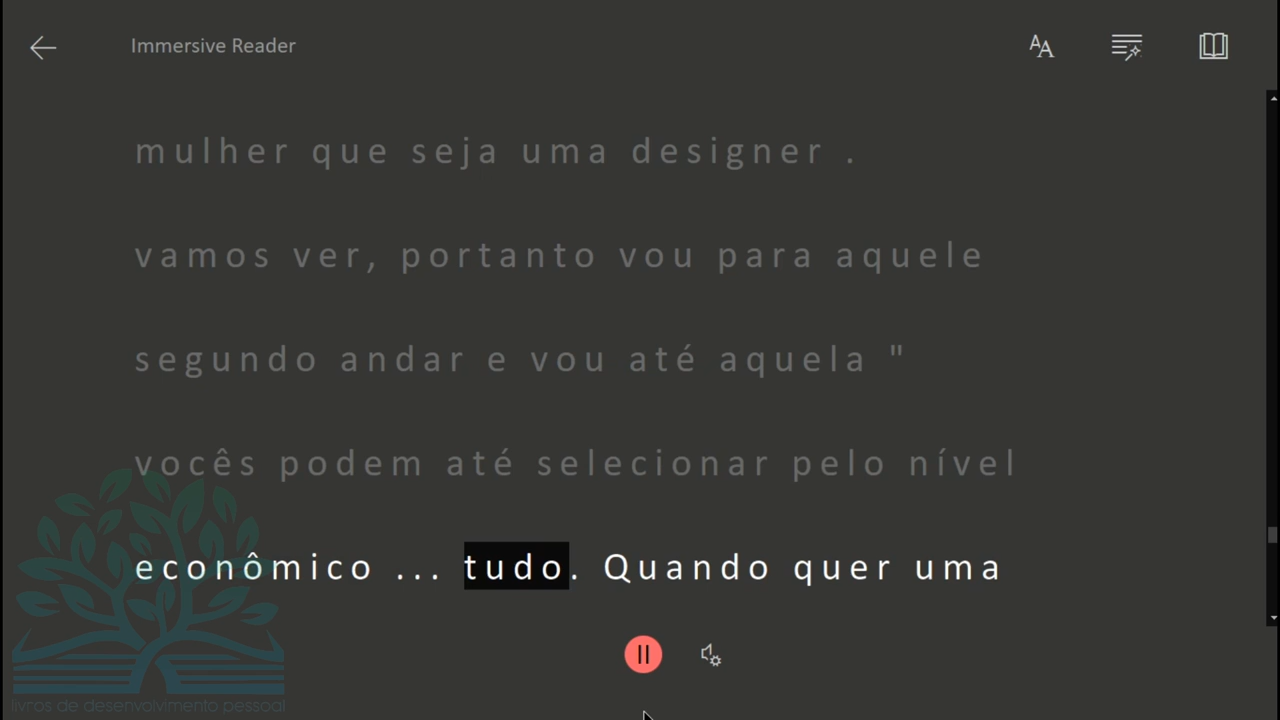 Immersive Reader
mulher que seja uma designer .
vamos ver, portanto vou para aquele
segundo andar e vou até aquela "
vocês podem até selecionar pelo nível
econômico ... tudo. Quando quer uma
livros de desenvolvimento pessoal